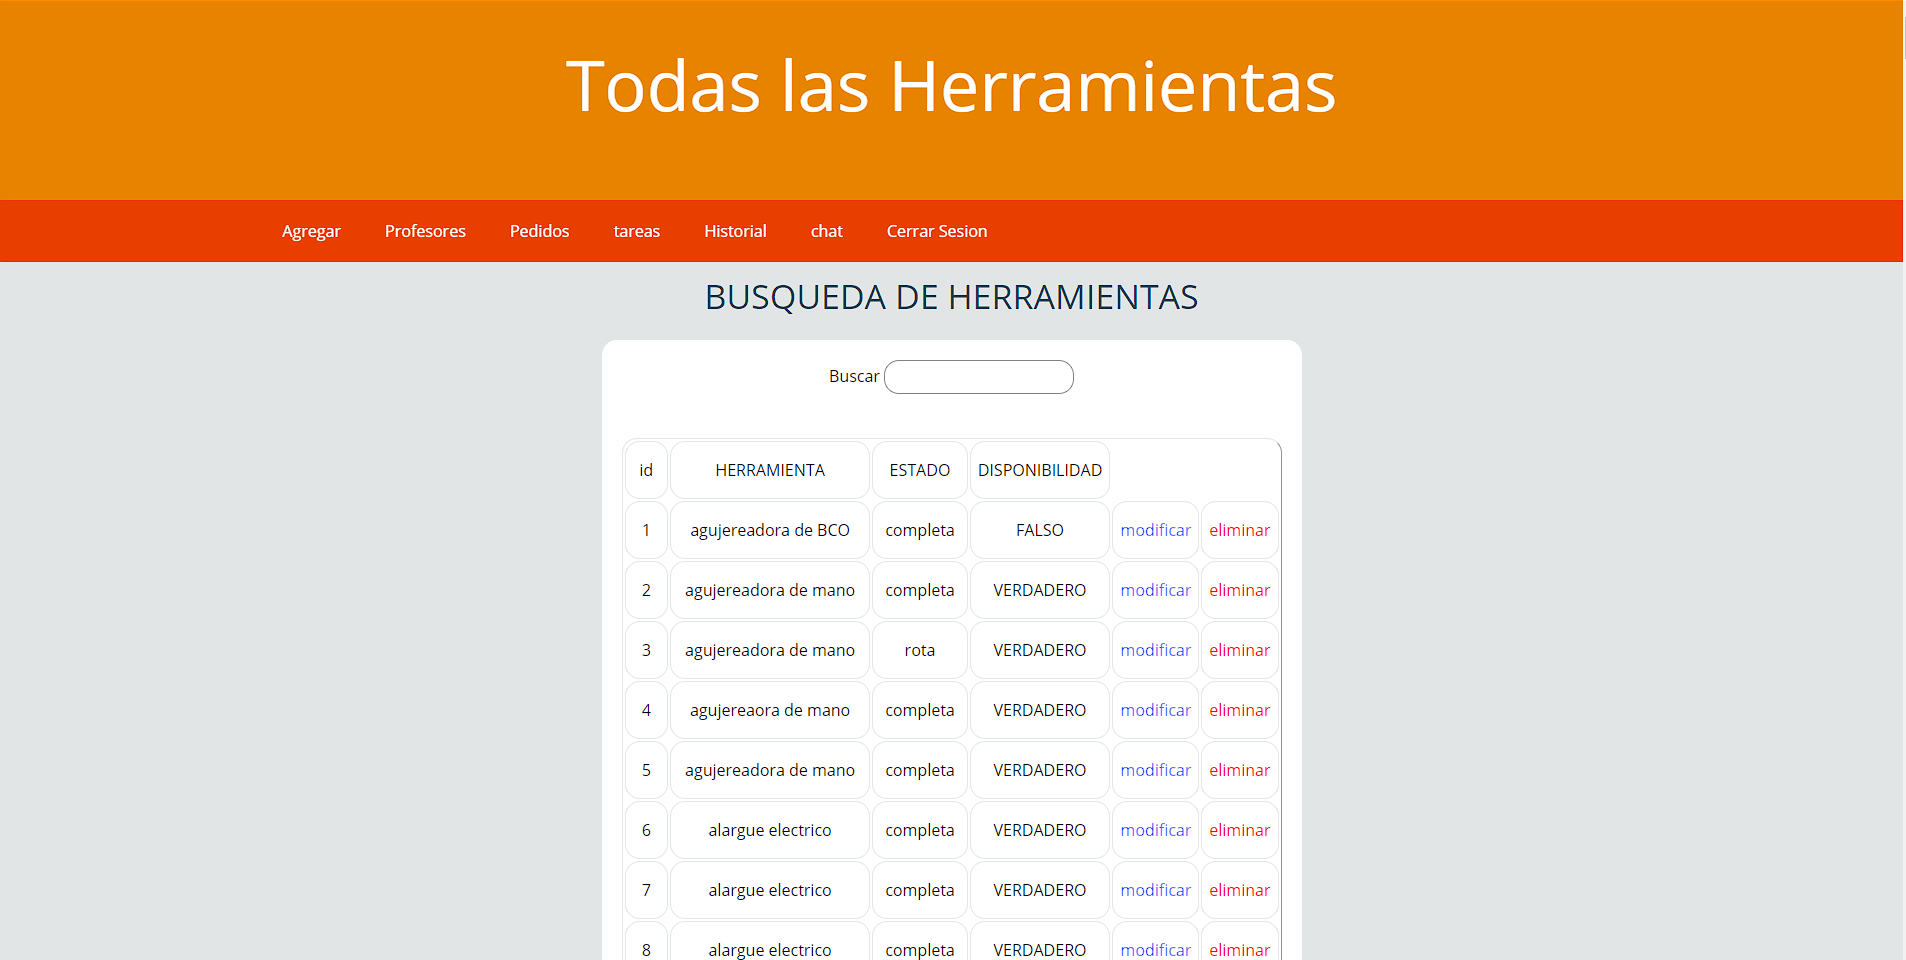 Todas las Herramientas
Agregar Profesores Pedidos tareas Historial chat Cerrar Sesion
BUSQUEDA DE HERRAMIENTAS
Buscar
id HERRAMIENTA ESTADO DISPONIBILIDAD
1 agujereadora de BCO completa FALSO modificar eliminar
2 agujereadora de mano completa VERDADERO modificar eliminar
3 agujereadora de mano rota VERDADERO modificar eliminar
4 agujereaora de mano completa VERDADERO modificar eliminar
5 agujereadora de mano completa VERDADERO modificar eliminar
6 alargue electrico completa VERDADERO modificar eliminar
7 alargue electrico completa VERDADERO modificar eliminar
8 alargue electrico completa VERDADERO modificar eliminar